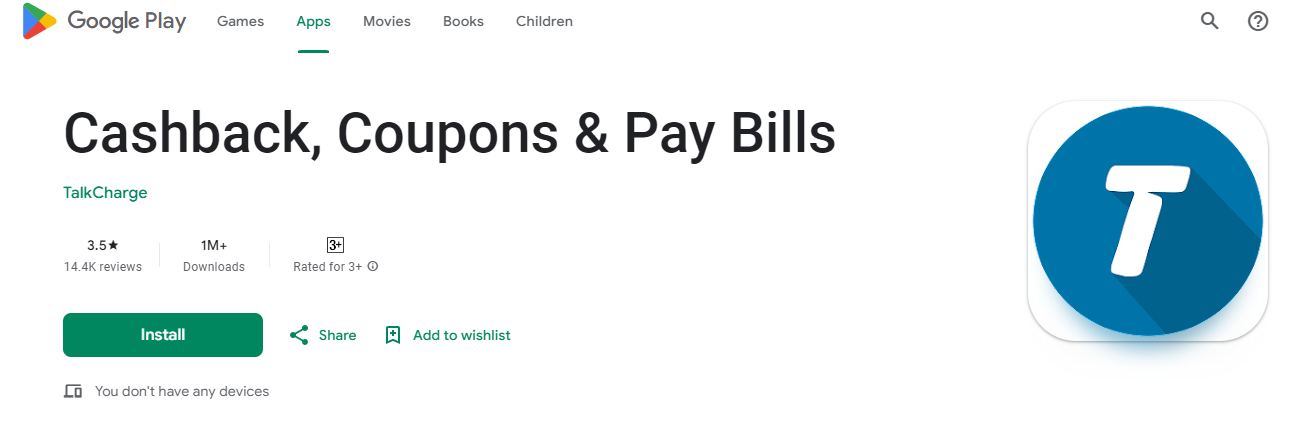 Google Play Games Apps Movies Books Children
Cashback, Coupons & Pay Bills
TalkCharge
3.5★ 1M+ 3+
14.4K reviews Downloads Rated for 3+
Install Share Add to wishlist
You don't have any devices
T